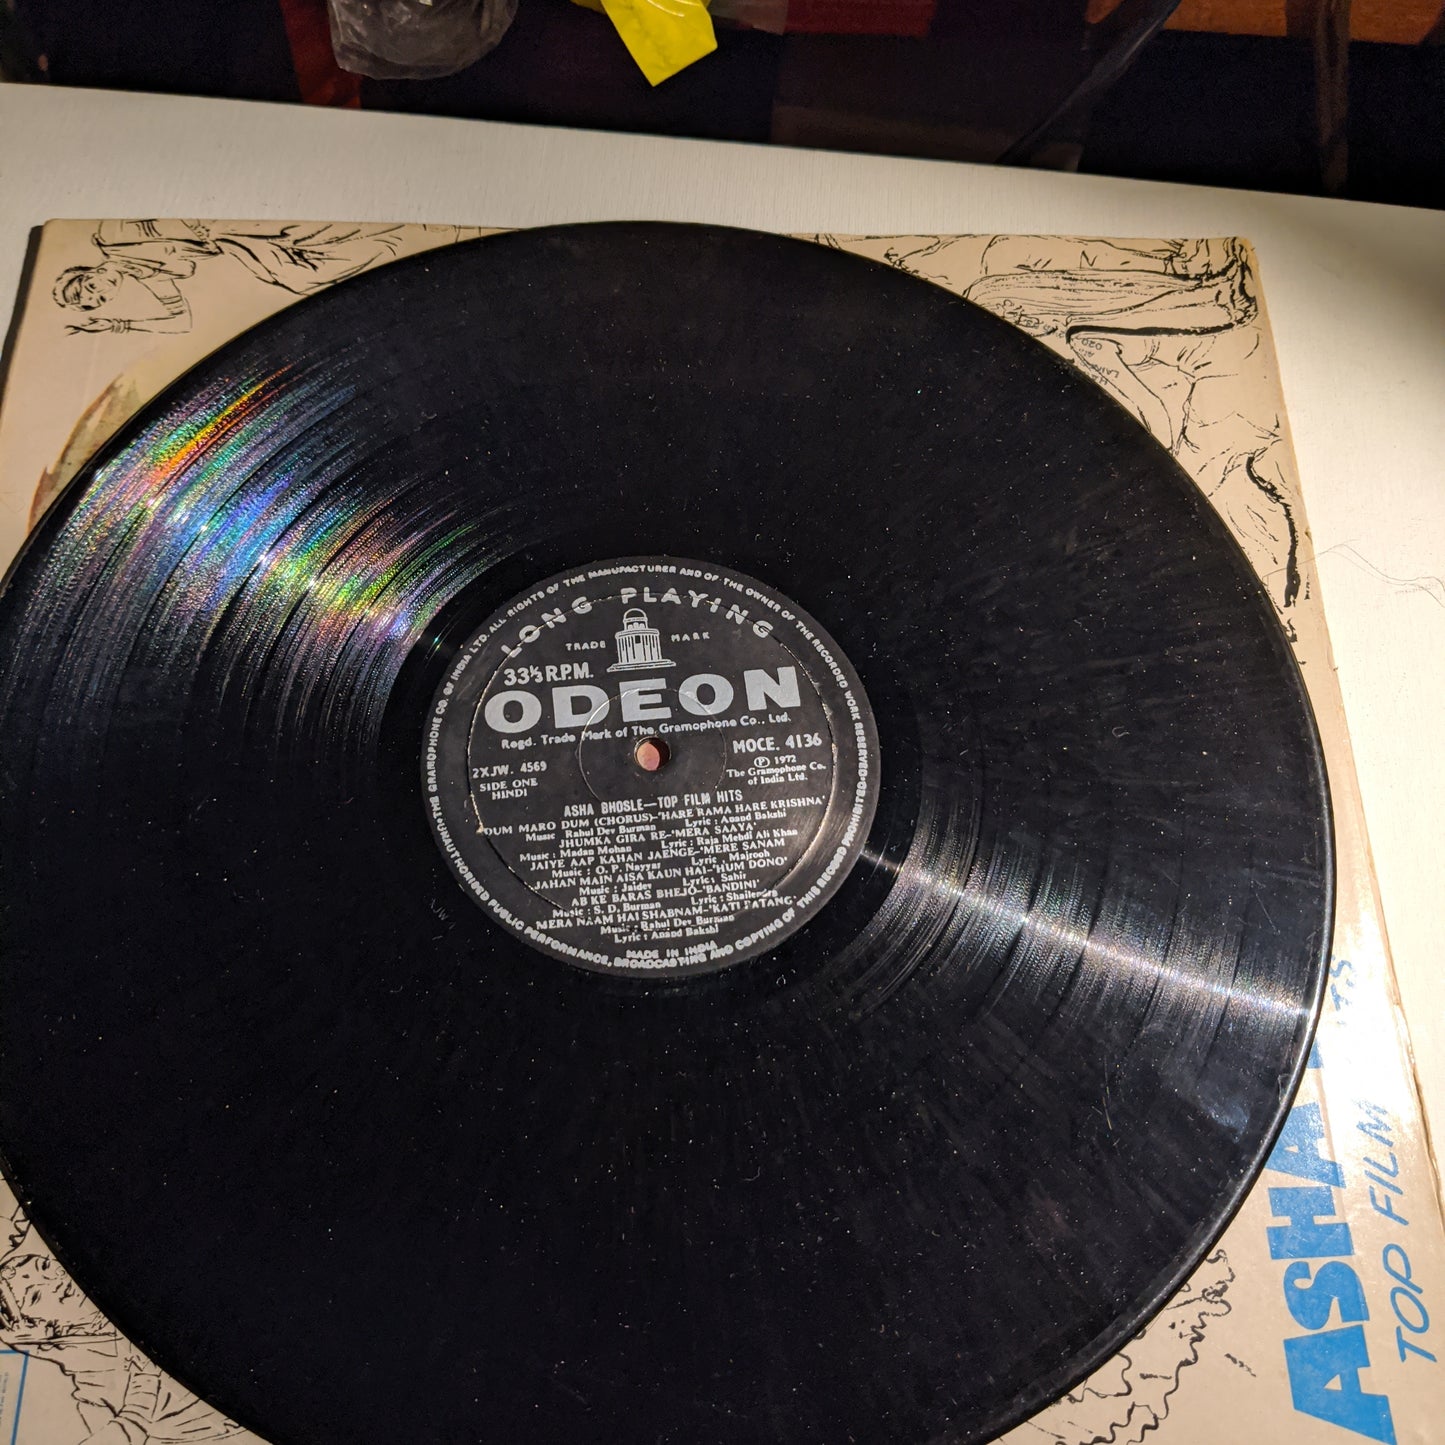 LONG PLAYING
TRADE MARK
33⅓ R.P.M.
ODEON
Regd. Trade Mark of The Gramophone Co., Ltd.
MOCE. 4136
2XJW. 4569
Ⓟ 1972
SIDE ONE
The Gramophone Co.
HINDI
of India Ltd.
ASHA BHOSLE—TOP FILM HITS
DUM MARO DUM (CHORUS)-'HARE RAMA HARE KRISHNA'
Music : Rahul Dev Burman Lyric : Anand Bakshi
JHUMKA GIRA RE-'MERA SAAYA'
Music : Madan Mohan Lyric : Raja Mehdi Ali Khan
JAIYE AAP KAHAN JAENGE-'MERE SANAM'
Music : O. P. Nayyar Lyric : Majrooh
JAHAN MAIN AISA KAUN HAI-'HUM DONO'
Music : Jaidev Lyric : Sahir
AB KE BARAS BHEJO-'BANDINI'
Music : S. D. Burman Lyric : Shailendra
MERA NAAM HAI SHABNAM-'KATI PATANG'
Music : Rahul Dev Burman
Lyric : Anand Bakshi
MADE IN INDIA
THE GRAMOPHONE CO. OF INDIA LTD. ALL RIGHTS OF THE MANUFACTURER AND OF THE OWNER OF THE RECORDED WORK RESERVED. UNAUTHORISED PUBLIC PERFORMANCE, BROADCASTING AND COPYING OF THIS RECORD PROHIBITED.
ASHA
TOP FILM